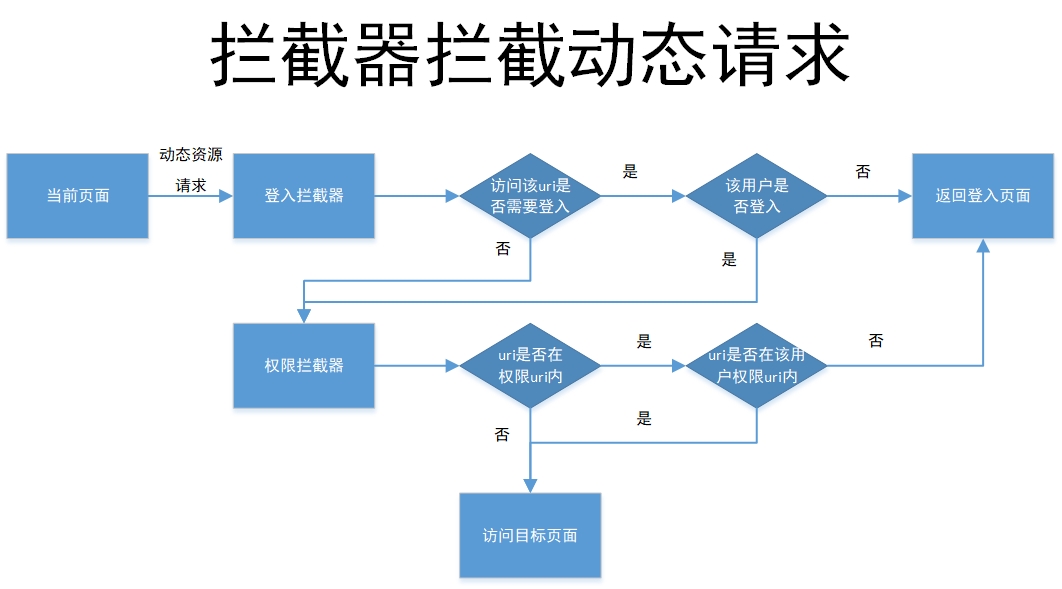 拦截器拦截动态请求
动态资源
请求
当前页面
登入拦截器
访问该uri是
否需要登入
是
该用户是
否登入
否
返回登入页面
否
是
权限拦截器
uri是否在
权限uri内
是
uri是否在该用
户权限uri内
否
否
是
访问目标页面